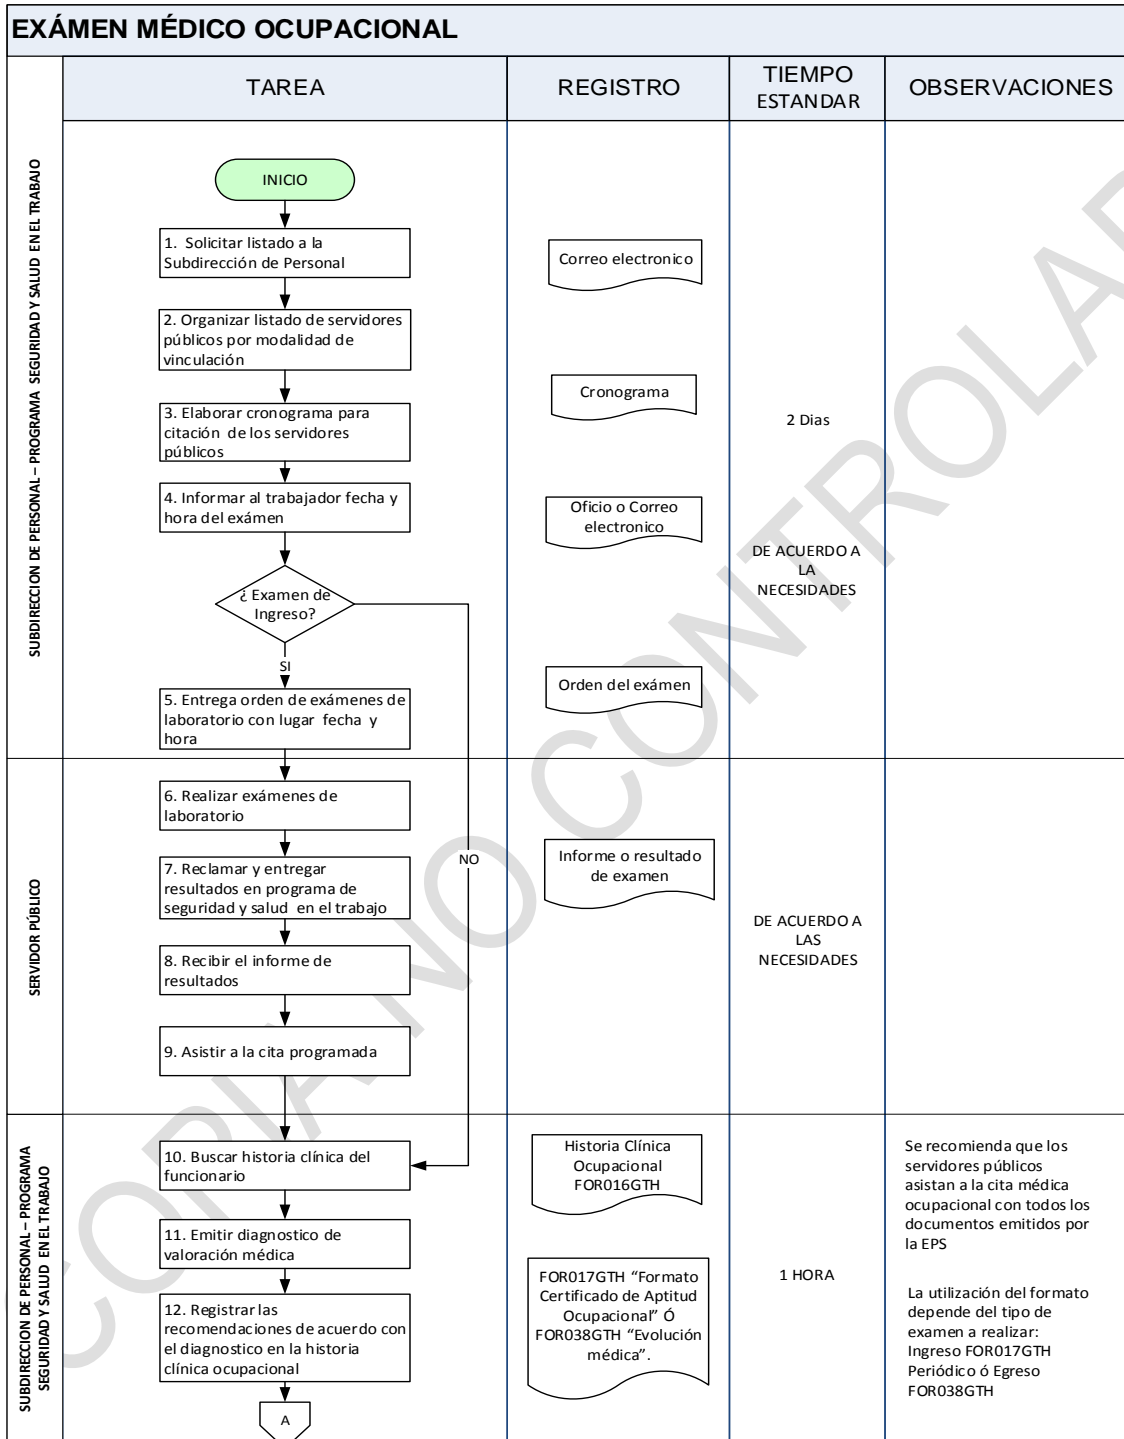 EXÁMEN MÉDICO OCUPACIONAL
TAREA
REGISTRO
TIEMPO
ESTANDAR
OBSERVACIONES
SUBDIRECCION DE PERSONAL – PROGRAMA SEGURIDAD Y SALUD EN EL TRABAJO
INICIO
1. Solicitar listado a la
Subdirección de Personal
Correo electronico
2. Organizar listado de servidores
públicos por modalidad de
vinculación
3. Elaborar cronograma para
citación de los servidores
públicos
Cronograma
2 Dias
4. Informar al trabajador fecha y
hora del exámen
Oficio o Correo
electronico
DE ACUERDO A
LA
NECESIDADES
¿ Examen de
Ingreso?
SI
NO
5. Entrega orden de exámenes de
laboratorio con lugar fecha y
hora
Orden del exámen
SERVIDOR PÚBLICO
6. Realizar exámenes de
laboratorio
7. Reclamar y entregar
resultados en programa de
seguridad y salud en el trabajo
Informe o resultado
de examen
8. Recibir el informe de
resultados
DE ACUERDO A
LAS
NECESIDADES
9. Asistir a la cita programada
SUBDIRECCION DE PERSONAL – PROGRAMA
SEGURIDAD Y SALUD EN EL TRABAJO
10. Buscar historia clínica del
funcionario
Historia Clínica
Ocupacional
FOR016GTH
Se recomienda que los
servidores públicos
asistan a la cita médica
ocupacional con todos los
documentos emitidos por
la EPS
11. Emitir diagnostico de
valoración médica
12. Registrar las
recomendaciones de acuerdo con
el diagnostico en la historia
clínica ocupacional
FOR017GTH “Formato
Certificado de Aptitud
Ocupacional” Ó
FOR038GTH “Evolución
médica”.
1 HORA
La utilización del formato
depende del tipo de
examen a realizar:
Ingreso FOR017GTH
Periódico ó Egreso
FOR038GTH
A
COPIA NO CONTROLAD